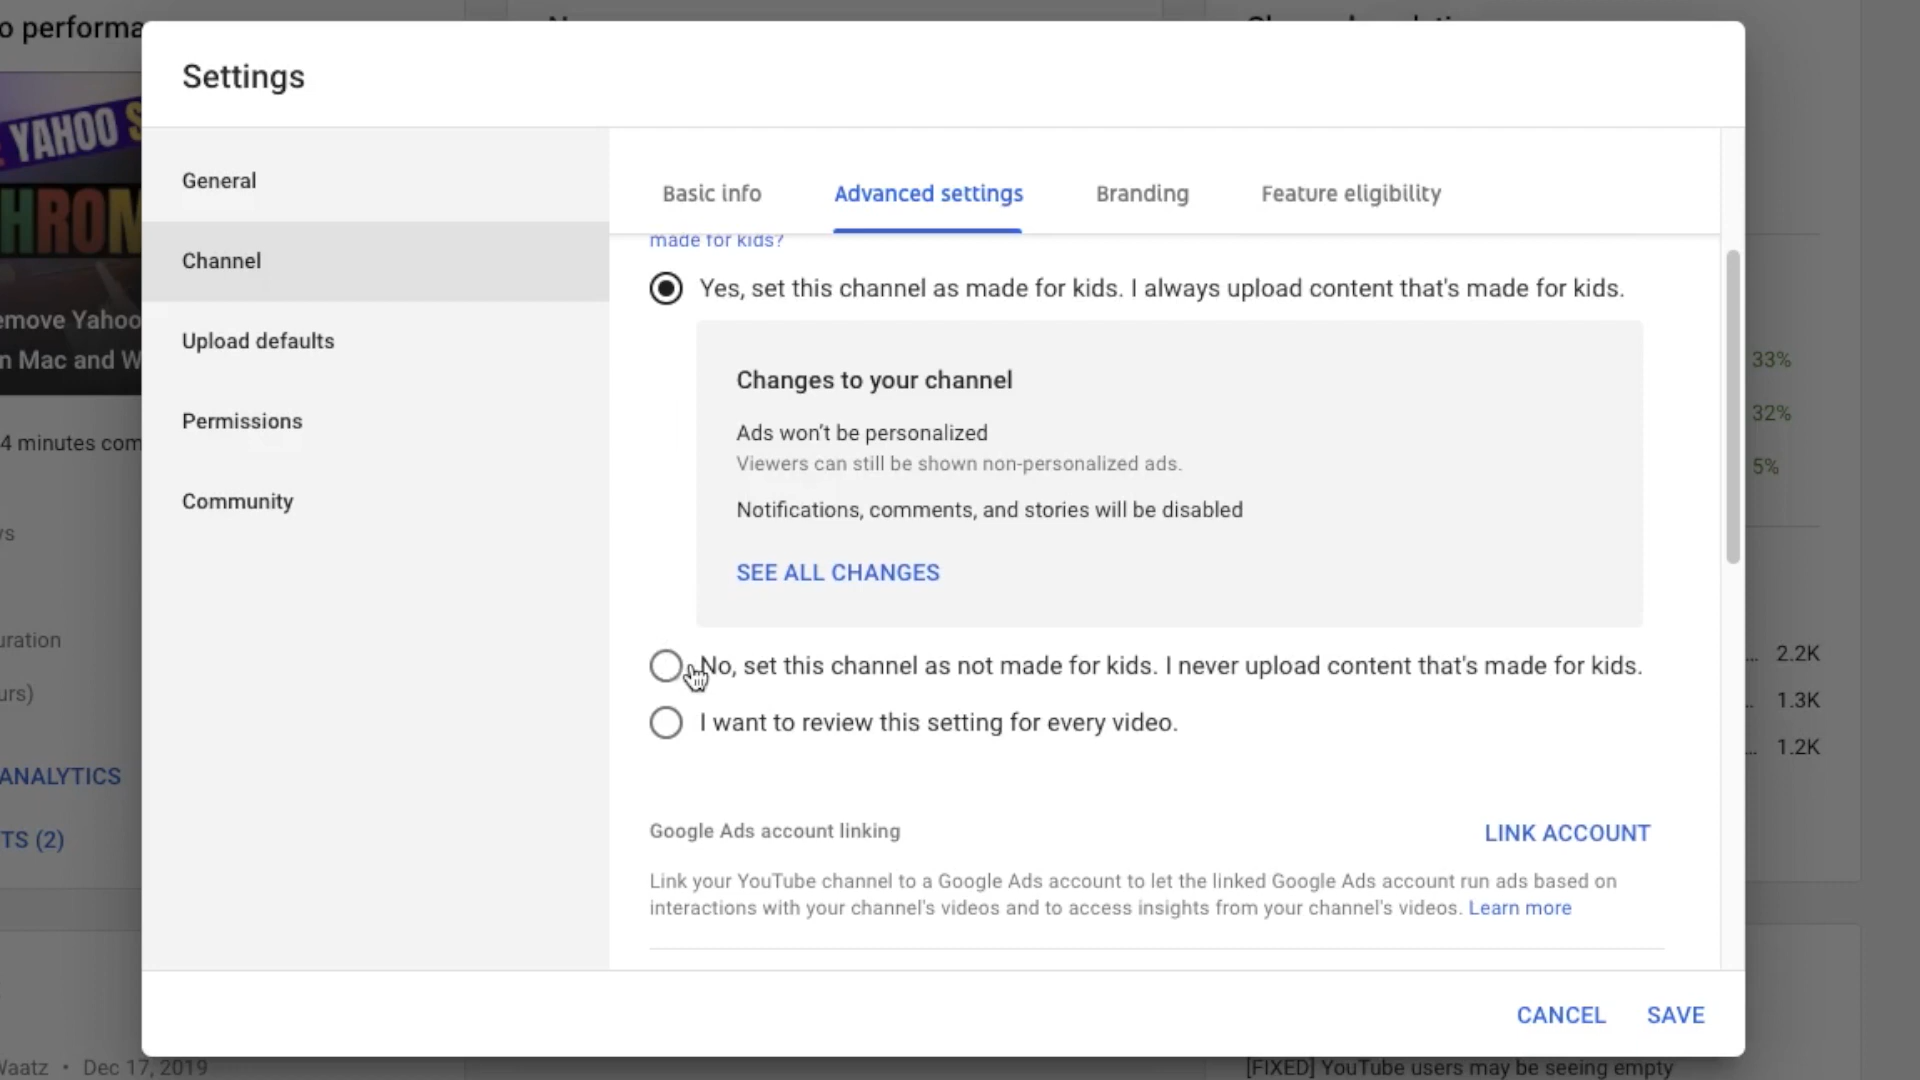 o performa
Settings
YAHOO S
General
Basic info
Advanced settings
Branding
Feature eligibility
made for kids?
HROM
Channel
Yes, set this channel as made for kids. I always upload content that's made for kids.
emove Yahoo
n Mac and W
Upload defaults
33%
Changes to your channel
32%
Permissions
Ads won't be personalized
4 minutes com
Viewers can still be shown non-personalized ads.
5%
Community
Notifications, comments, and stories will be disabled
SEE ALL CHANGES
uration
No, set this channel as not made for kids. I never upload content that's made for kids.
... 2.2K
urs)
1.3K
I want to review this setting for every video.
... 1.2K
ANALYTICS
TS (2)
Google Ads account linking
LINK ACCOUNT
Link your YouTube channel to a Google Ads account to let the linked Google Ads account run ads based on
interactions with your channel's videos and to access insights from your channel's videos. Learn more
CANCEL
SAVE
Waatz • Dec 17, 2019
[FIXED] YouTube users may be seeing empty